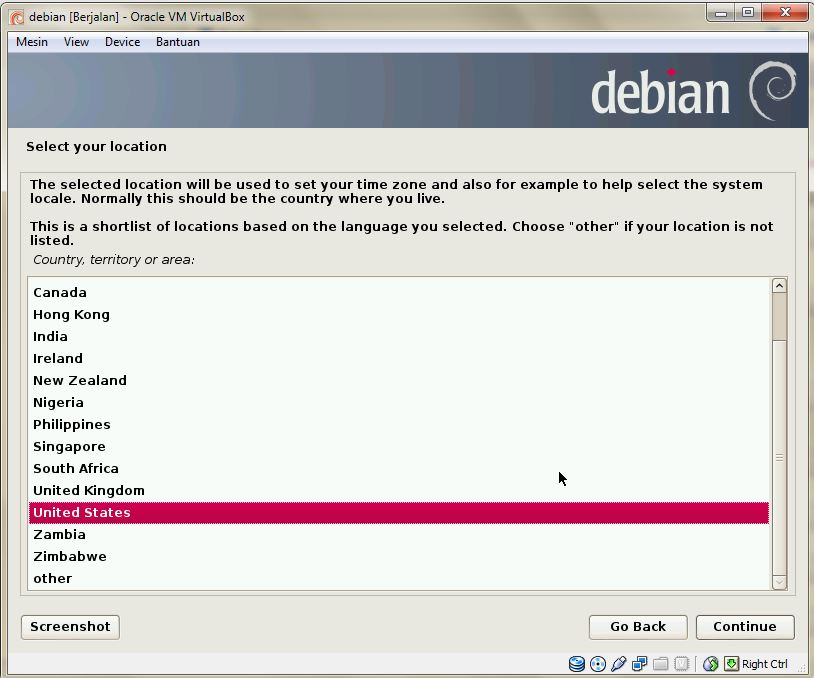 debian [Berjalan] - Oracle VM VirtualBox
Mesin View Device Bantuan
debian
Select your location
The selected location will be used to set your time zone and also for example to help select the system
locale. Normally this should be the country where you live.
This is a shortlist of locations based on the language you selected. Choose "other" if your location is not
listed.
Country, territory or area:
Canada
Hong Kong
India
Ireland
New Zealand
Nigeria
Philippines
Singapore
South Africa
United Kingdom
United States
Zambia
Zimbabwe
other
Screenshot Go Back Continue
Right Ctrl